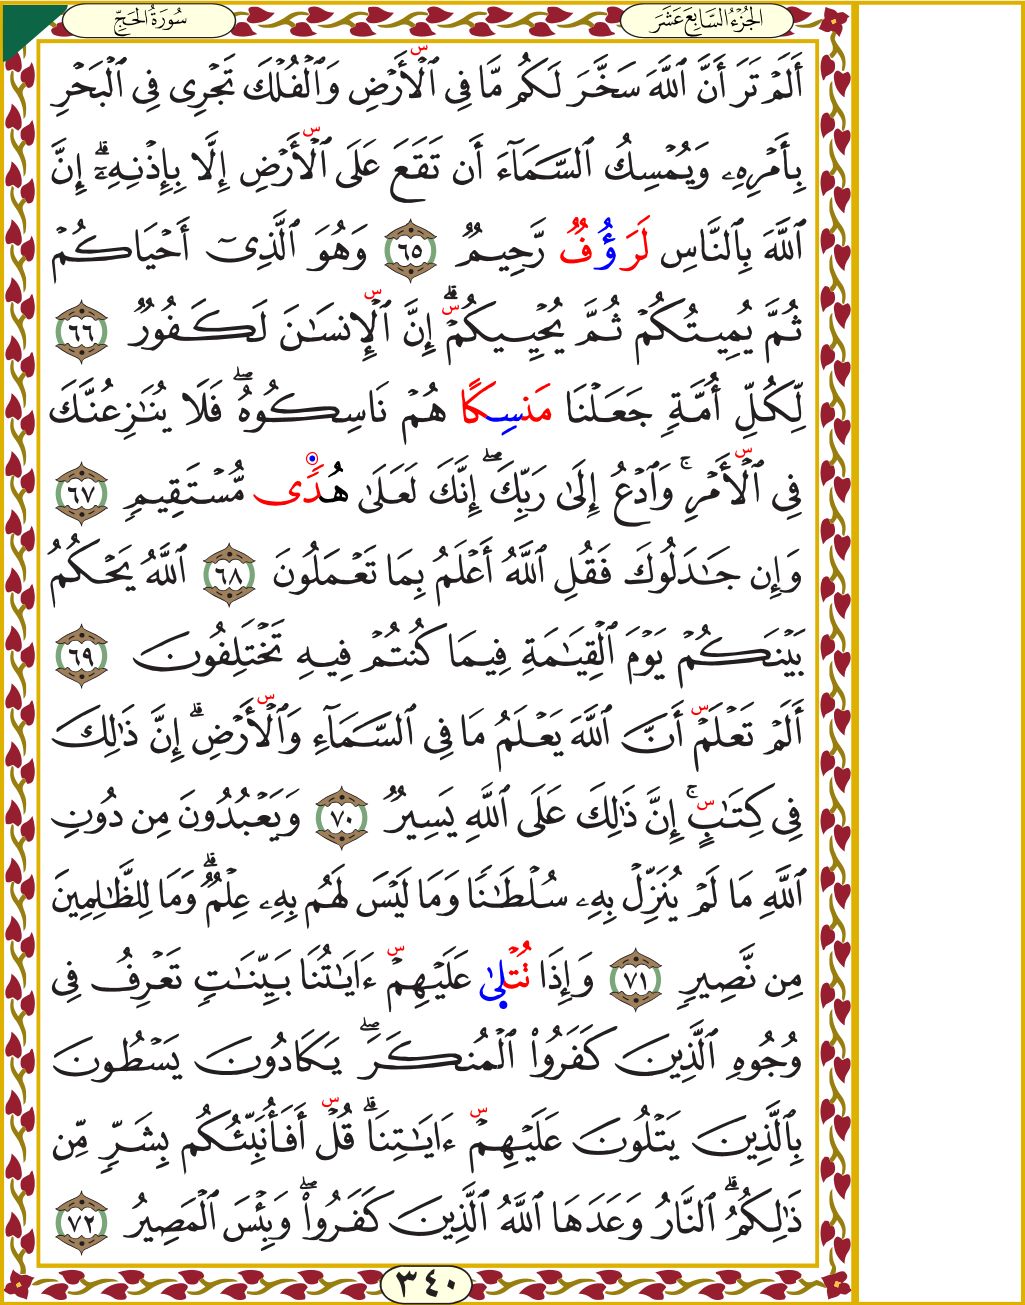 الجُزْءُ السَّابِعَ عَشَرَ
سُورَةُ الحَجِّ
أَلَمْ تَرَ أَنَّ ٱللَّهَ سَخَّرَ لَكُم مَّا فِى ٱلْأَرْضِ وَٱلْفُلْكَ تَجْرِى فِى ٱلْبَحْرِ
بِأَمْرِهِۦ وَيُمْسِكُ ٱلسَّمَآءَ أَن تَقَعَ عَلَى ٱلْأَرْضِ إِلَّا بِإِذْنِهِۦٓ ۗ إِنَّ
ٱللَّهَ بِٱلنَّاسِ لَرَؤُفٌ رَّحِيمٌ ٦٥ وَهُوَ ٱلَّذِىٓ أَحْيَاكُمْ
ثُمَّ يُمِيتُكُمْ ثُمَّ يُحْيِيكُمْ ۗ إِنَّ ٱلْإِنسَٰنَ لَكَفُورٌ ٦٦
لِّكُلِّ أُمَّةٍ جَعَلْنَا مَنسِكًا هُمْ نَاسِكُوهُ ۖ فَلَا يُنَٰزِعُنَّكَ
فِى ٱلْأَمْرِ ۚ وَٱدْعُ إِلَىٰ رَبِّكَ ۖ إِنَّكَ لَعَلَىٰ هُدًى مُّسْتَقِيمٍ ٦٧
وَإِن جَٰدَلُوكَ فَقُلِ ٱللَّهُ أَعْلَمُ بِمَا تَعْمَلُونَ ٦٨ ٱللَّهُ يَحْكُمُ
بَيْنَكُمْ يَوْمَ ٱلْقِيَٰمَةِ فِيمَا كُنتُمْ فِيهِ تَخْتَلِفُونَ ٦٩
أَلَمْ تَعْلَمْ أَنَّ ٱللَّهَ يَعْلَمُ مَا فِى ٱلسَّمَآءِ وَٱلْأَرْضِ ۗ إِنَّ ذَٰلِكَ
فِى كِتَٰبٍ ۚ إِنَّ ذَٰلِكَ عَلَى ٱللَّهِ يَسِيرٌ ٧٠ وَيَعْبُدُونَ مِن دُونِ
ٱللَّهِ مَا لَمْ يُنَزِّلْ بِهِۦ سُلْطَٰنًا وَمَا لَيْسَ لَهُم بِهِۦ عِلْمٌ ۗ وَمَا لِلظَّٰلِمِينَ
مِن نَّصِيرٍ ٧١ وَإِذَا تُتْلَىٰ عَلَيْهِمْ ءَايَٰتُنَا بَيِّنَٰتٍ تَعْرِفُ فِى
وُجُوهِ ٱلَّذِينَ كَفَرُوا۟ ٱلْمُنكَرَ ۖ يَكَادُونَ يَسْطُونَ
بِٱلَّذِينَ يَتْلُونَ عَلَيْهِمْ ءَايَٰتِنَا ۗ قُلْ أَفَأُنَبِّئُكُم بِشَرٍّ مِّن
ذَٰلِكُمُ ۗ ٱلنَّارُ وَعَدَهَا ٱللَّهُ ٱلَّذِينَ كَفَرُوا۟ ۖ وَبِئْسَ ٱلْمَصِيرُ ٧٢
٣٤٠